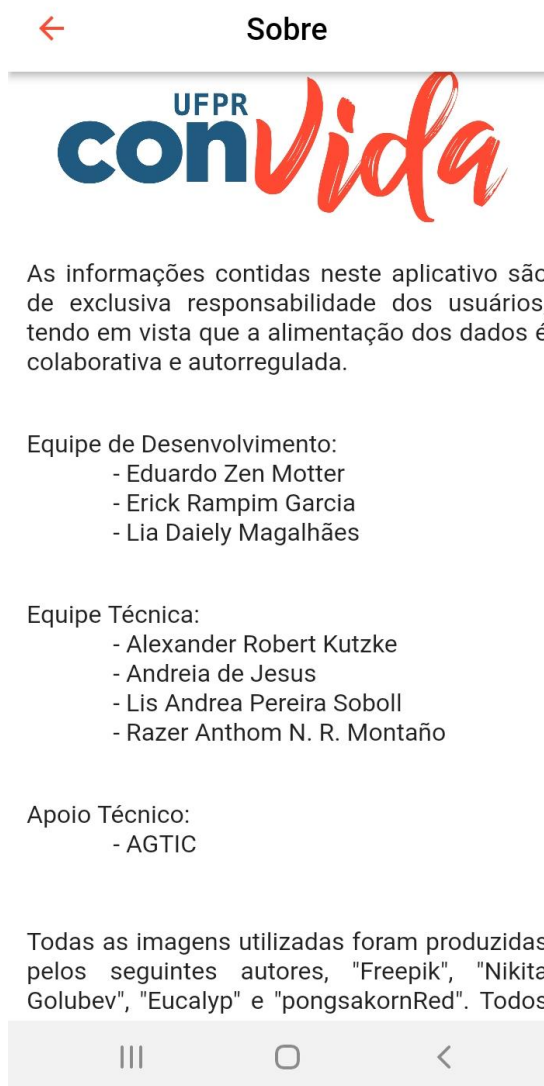 Sobre
UFPR
conVida
As informações contidas neste aplicativo são
de exclusiva responsabilidade dos usuários,
tendo em vista que a alimentação dos dados é
colaborativa e autorregulada.
Equipe de Desenvolvimento:
- Eduardo Zen Motter
- Erick Rampim Garcia
- Lia Daiely Magalhães
Equipe Técnica:
- Alexander Robert Kutzke
- Andreia de Jesus
- Lis Andrea Pereira Soboll
- Razer Anthom N. R. Montaño
Apoio Técnico:
- AGTIC
Todas as imagens utilizadas foram produzidas
pelos seguintes autores, "Freepik", "Nikita
Golubev", "Eucalyp" e "pongsakornRed". Todos